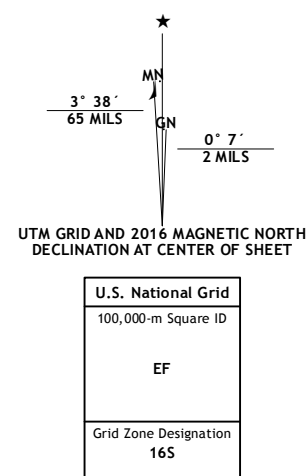 ★
MN
3° 38´
65 MILS
GN
0° 7´
2 MILS
UTM GRID AND 2016 MAGNETIC NORTH
DECLINATION AT CENTER OF SHEET
U.S. National Grid
100,000-m Square ID
EF
Grid Zone Designation
16S